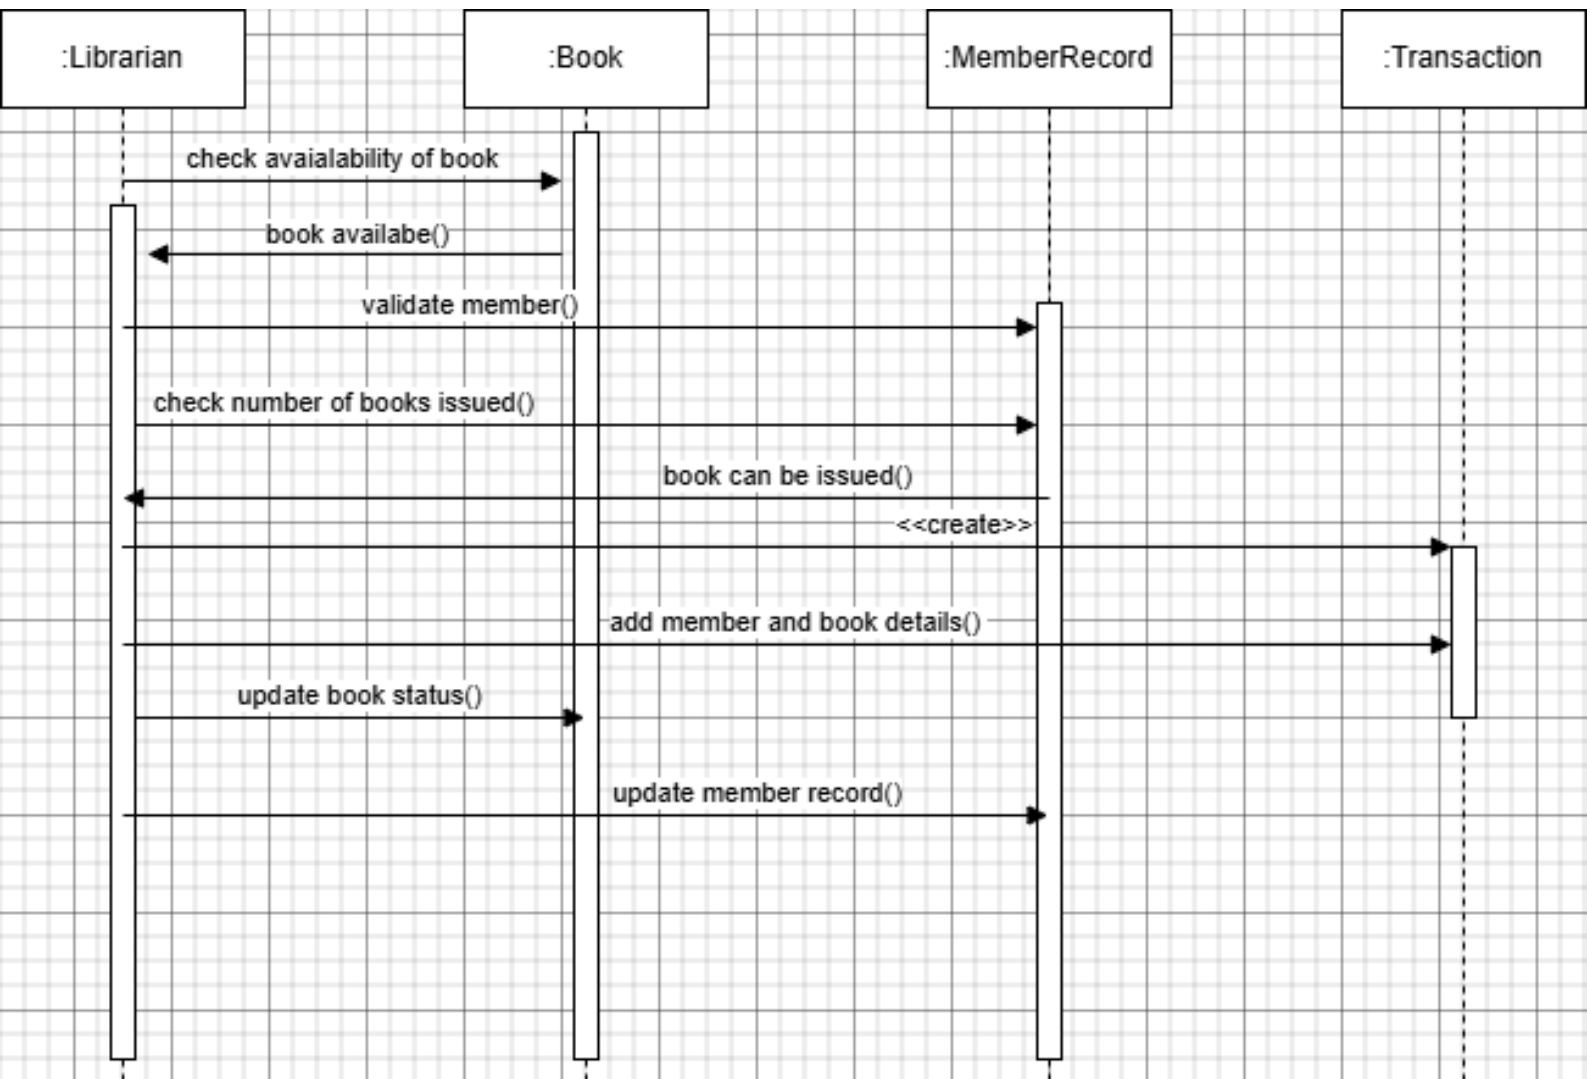 :Librarian
:Book
:MemberRecord
:Transaction
check avaialability of book
book availabe()
validate member()
check number of books issued()
book can be issued()
<<create>>
add member and book details()
update book status()
update member record()